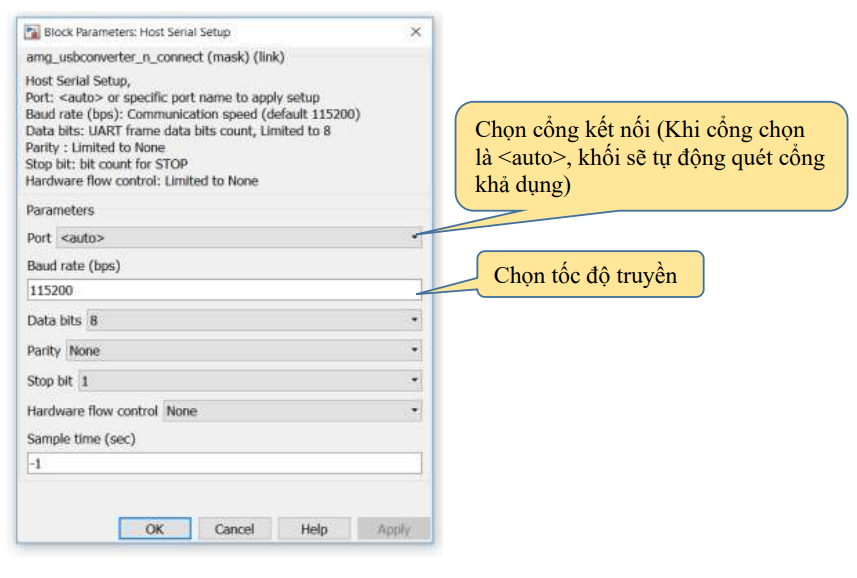 Block Parameters: Host Serial Setup
amg_usbconverter_n_connect (mask) (link)
Host Serial Setup,
Port: <auto> or specific port name to apply setup
Baud rate (bps): Communication speed (default 115200)
Data bits: UART frame data bits count, Limited to 8
Parity : Limited to None
Stop bit: bit count for STOP
Hardware flow control: Limited to None
Parameters
Port <auto>
Baud rate (bps)
115200
Data bits 8
Parity None
Stop bit 1
Hardware flow control None
Sample time (sec)
-1
OK Cancel Help Apply
Chọn cổng kết nối (Khi cổng chọn
là <auto>, khối sẽ tự động quét cổng
khả dụng)
Chọn tốc độ truyền